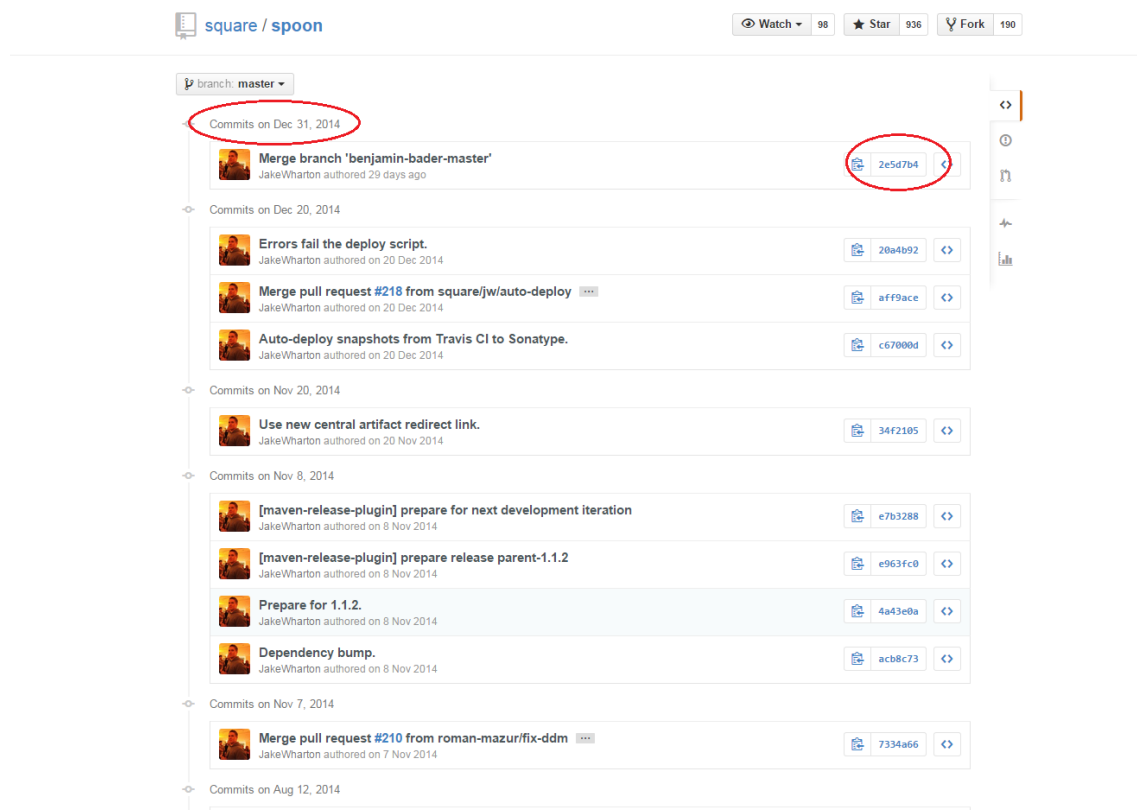 square / spoon
Watch 98 Star 936 Fork 190
branch: master
Commits on Dec 31, 2014
Merge branch 'benjamin-bader-master'
2e5d7b4
JakeWharton authored 29 days ago
Commits on Dec 20, 2014
Errors fail the deploy script.
20a4b92
JakeWharton authored on 20 Dec 2014
Merge pull request #218 from square/jw/auto-deploy ...
aff9ace
JakeWharton authored on 20 Dec 2014
Auto-deploy snapshots from Travis CI to Sonatype.
c67000d
JakeWharton authored on 20 Dec 2014
Commits on Nov 20, 2014
Use new central artifact redirect link.
34f2105
JakeWharton authored on 20 Nov 2014
Commits on Nov 8, 2014
[maven-release-plugin] prepare for next development iteration
e7b3288
JakeWharton authored on 8 Nov 2014
[maven-release-plugin] prepare release parent-1.1.2
e963fc0
JakeWharton authored on 8 Nov 2014
Prepare for 1.1.2.
4a43e0a
JakeWharton authored on 8 Nov 2014
Dependency bump.
acb8c73
JakeWharton authored on 8 Nov 2014
Commits on Nov 7, 2014
Merge pull request #210 from roman-mazur/fix-ddm ...
7334a66
JakeWharton authored on 7 Nov 2014
Commits on Aug 12, 2014